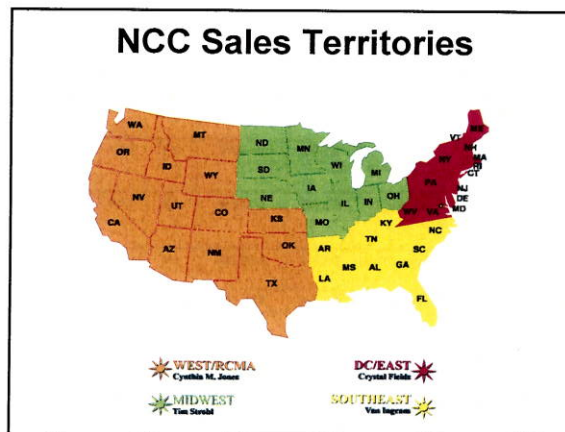 NCC Sales Territories
WA
MT
ND
MN
VT
ME
OR
ID
SD
WI
MI
NY
NH
MA
RI
CT
WY
NV
UT
CO
NE
IA
IL
IN
OH
PA
NJ
DE
MD
CA
KS
MO
KY
WV
VA
AZ
NM
OK
AR
TN
NC
SC
TX
LA
MS
AL
GA
FL
WEST/RCMA
Cynthia M. Jones
DC/EAST
Crystal Fields
MIDWEST
Tim Strohl
SOUTHEAST
Van Ingram